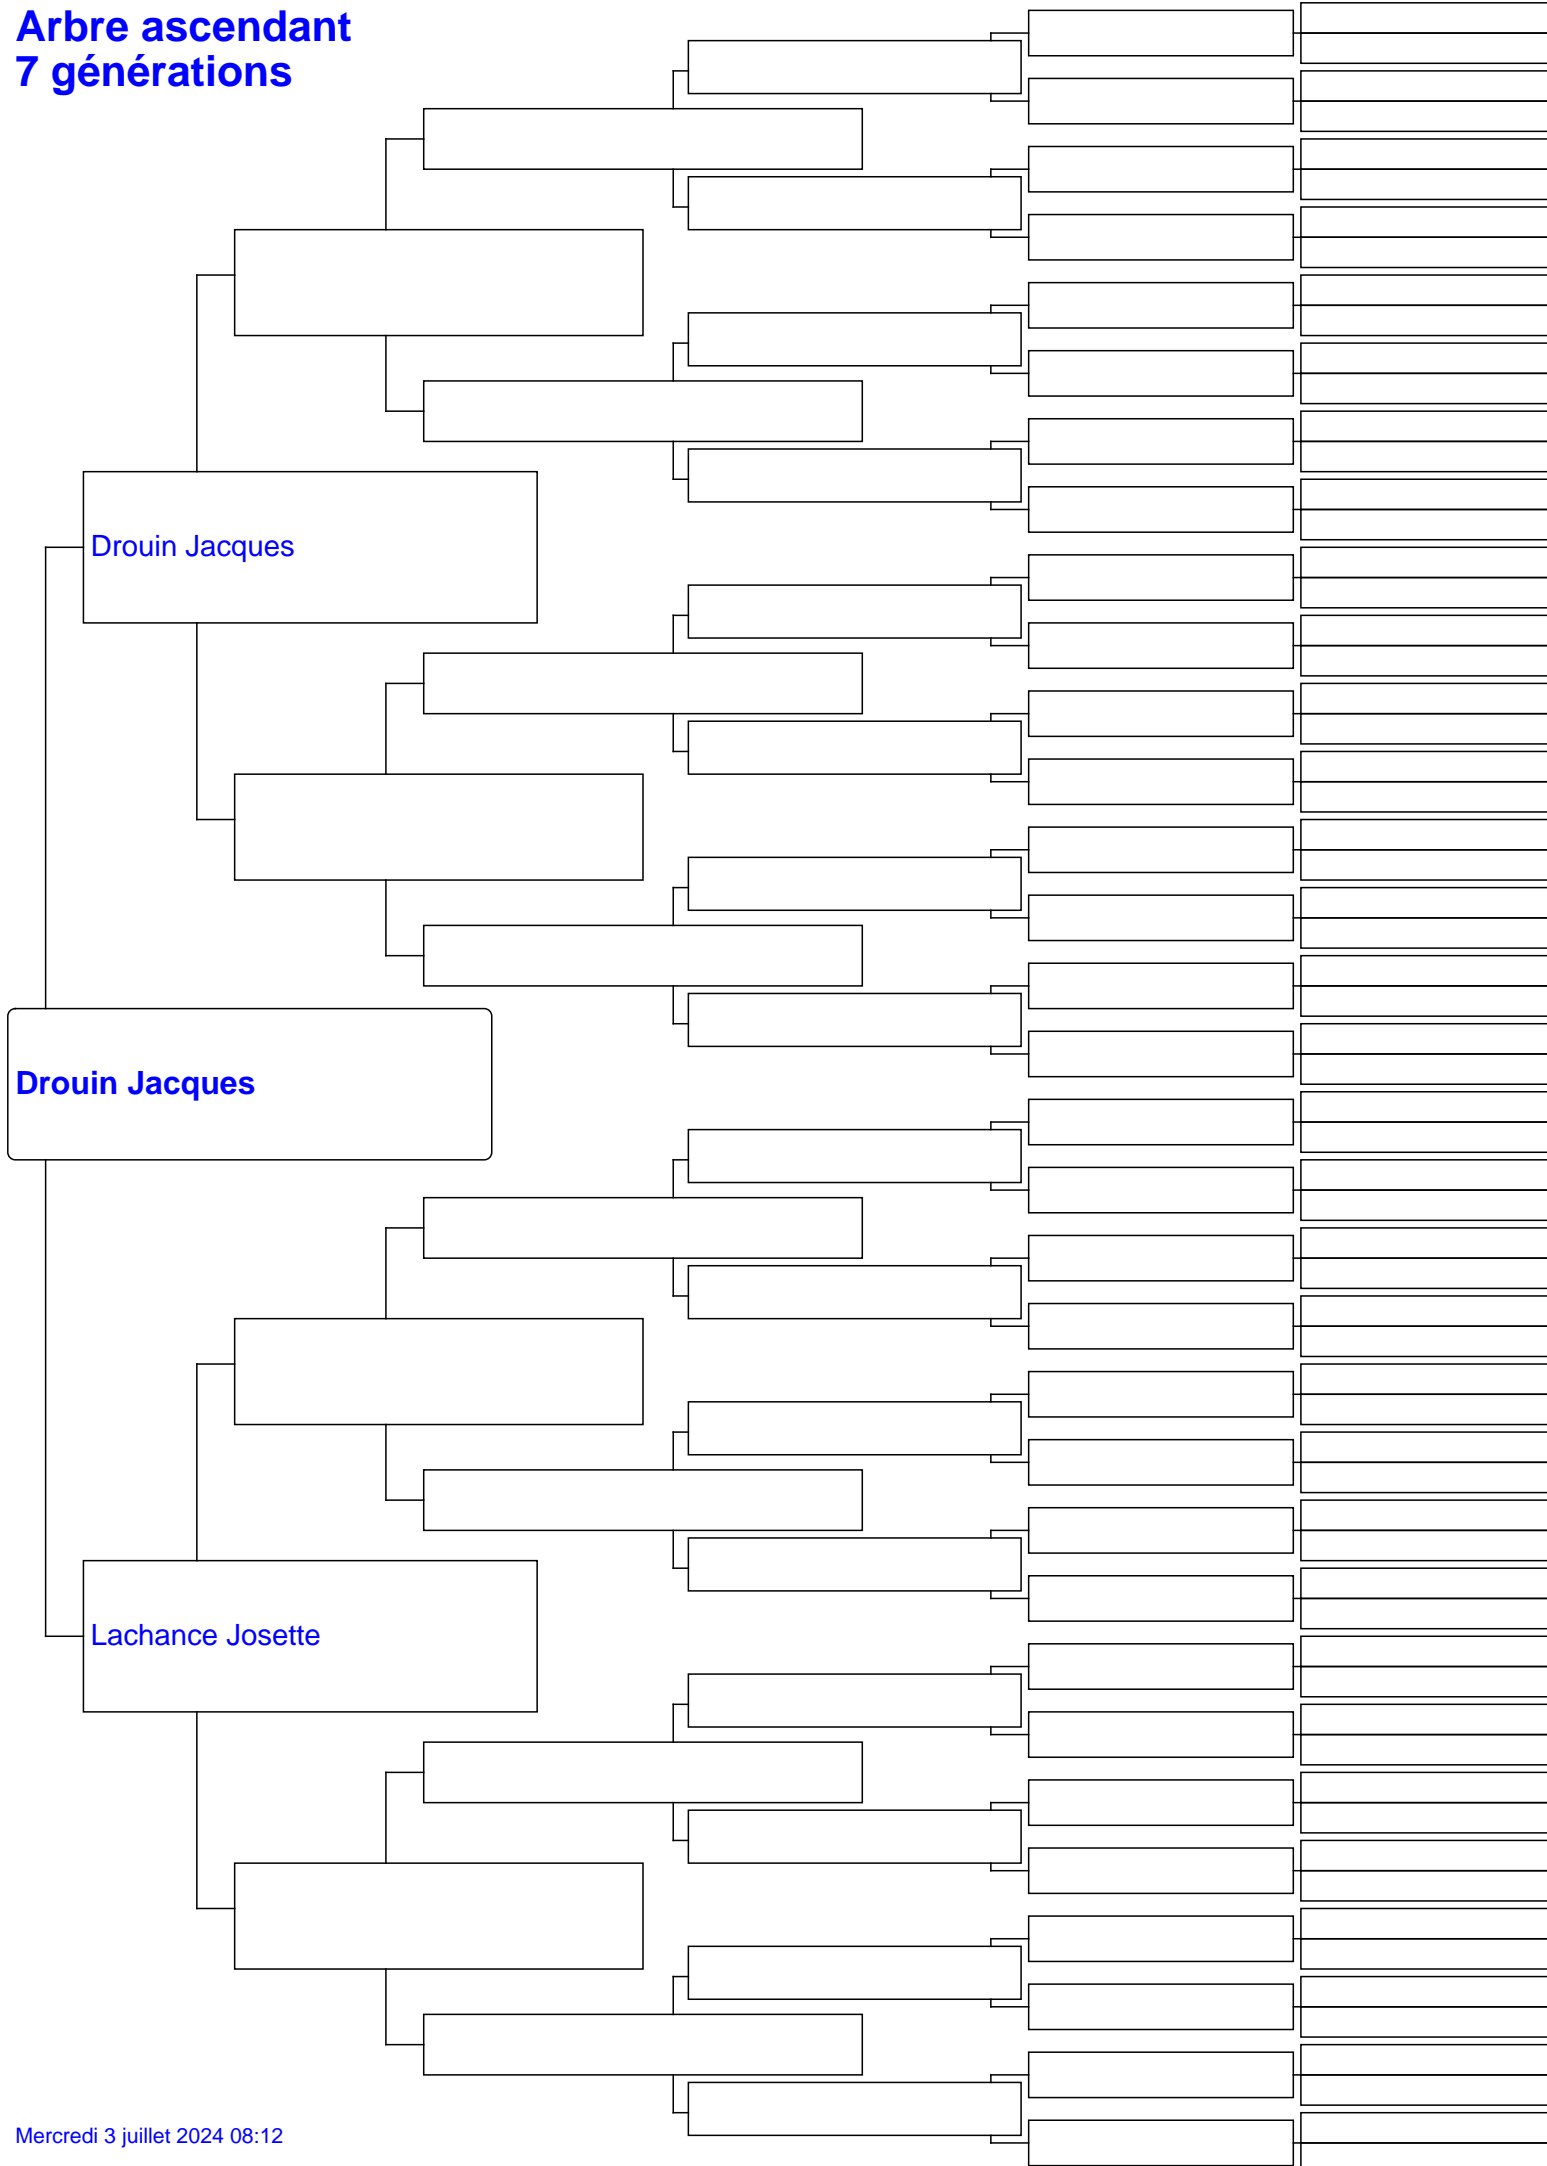 Arbre ascendant
7 générations
Drouin Jacques
Drouin Jacques
Lachance Josette
Mercredi 3 juillet 2024 08:12